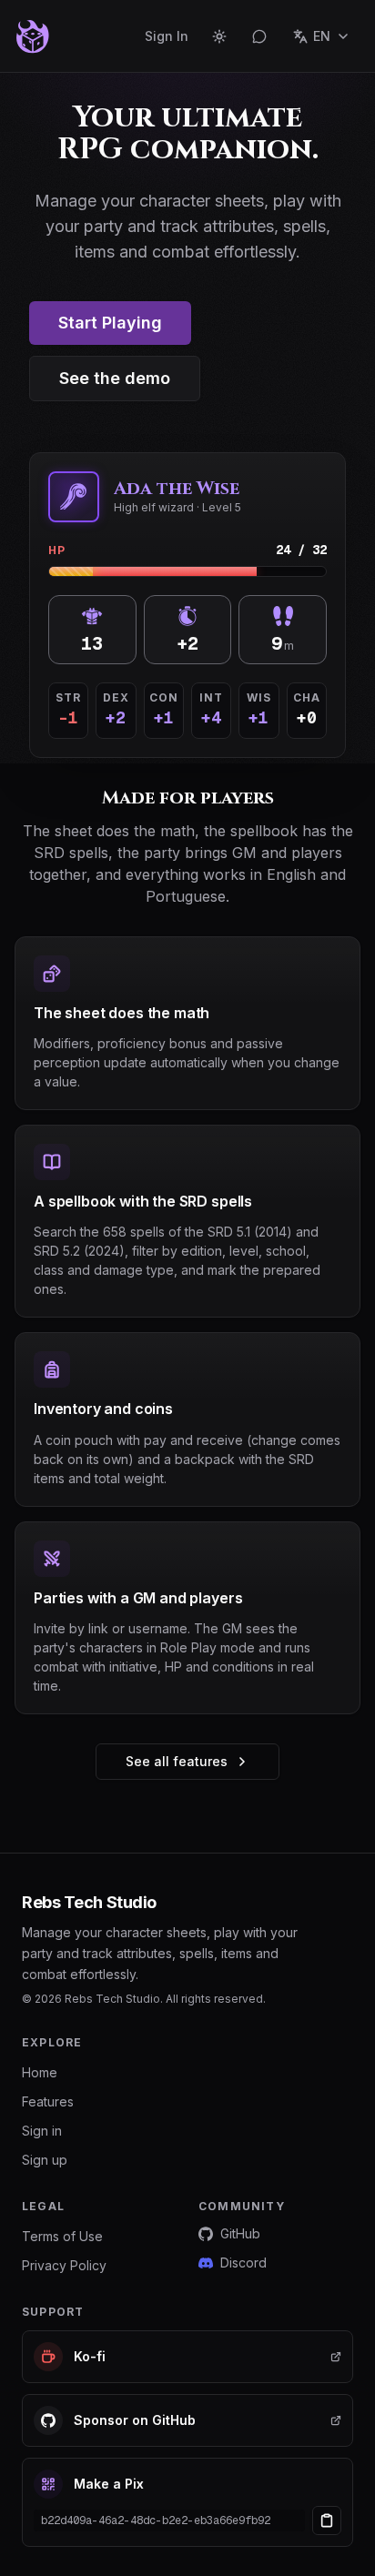 Sign In
EN
Your ultimate
RPG companion.
Manage your character sheets, play with
your party and track attributes, spells,
items and combat effortlessly.
Start Playing
See the demo
Ada the Wise
High elf wizard · Level 5
HP
24 / 32
13
+2
9m
STR
DEX
CON
INT
WIS
CHA
-1
+2
+1
+4
+1
+0
Made for players
The sheet does the math, the spellbook has the
SRD spells, the party brings GM and players
together, and everything works in English and
Portuguese.
The sheet does the math
Modifiers, proficiency bonus and passive
perception update automatically when you change
a value.
A spellbook with the SRD spells
Search the 658 spells of the SRD 5.1 (2014) and
SRD 5.2 (2024), filter by edition, level, school,
class and damage type, and mark the prepared
ones.
Inventory and coins
A coin pouch with pay and receive (change comes
back on its own) and a backpack with the SRD
items and total weight.
Parties with a GM and players
Invite by link or username. The GM sees the
party's characters in Role Play mode and runs
combat with initiative, HP and conditions in real
time.
See all features
Rebs Tech Studio
Manage your character sheets, play with your
party and track attributes, spells, items and
combat effortlessly.
© 2026 Rebs Tech Studio. All rights reserved.
EXPLORE
Home
Features
Sign in
Sign up
LEGAL
Terms of Use
Privacy Policy
COMMUNITY
GitHub
Discord
SUPPORT
Ko-fi
Sponsor on GitHub
Make a Pix
b22d409a-46a2-48dc-b2e2-eb3a66e9fb92